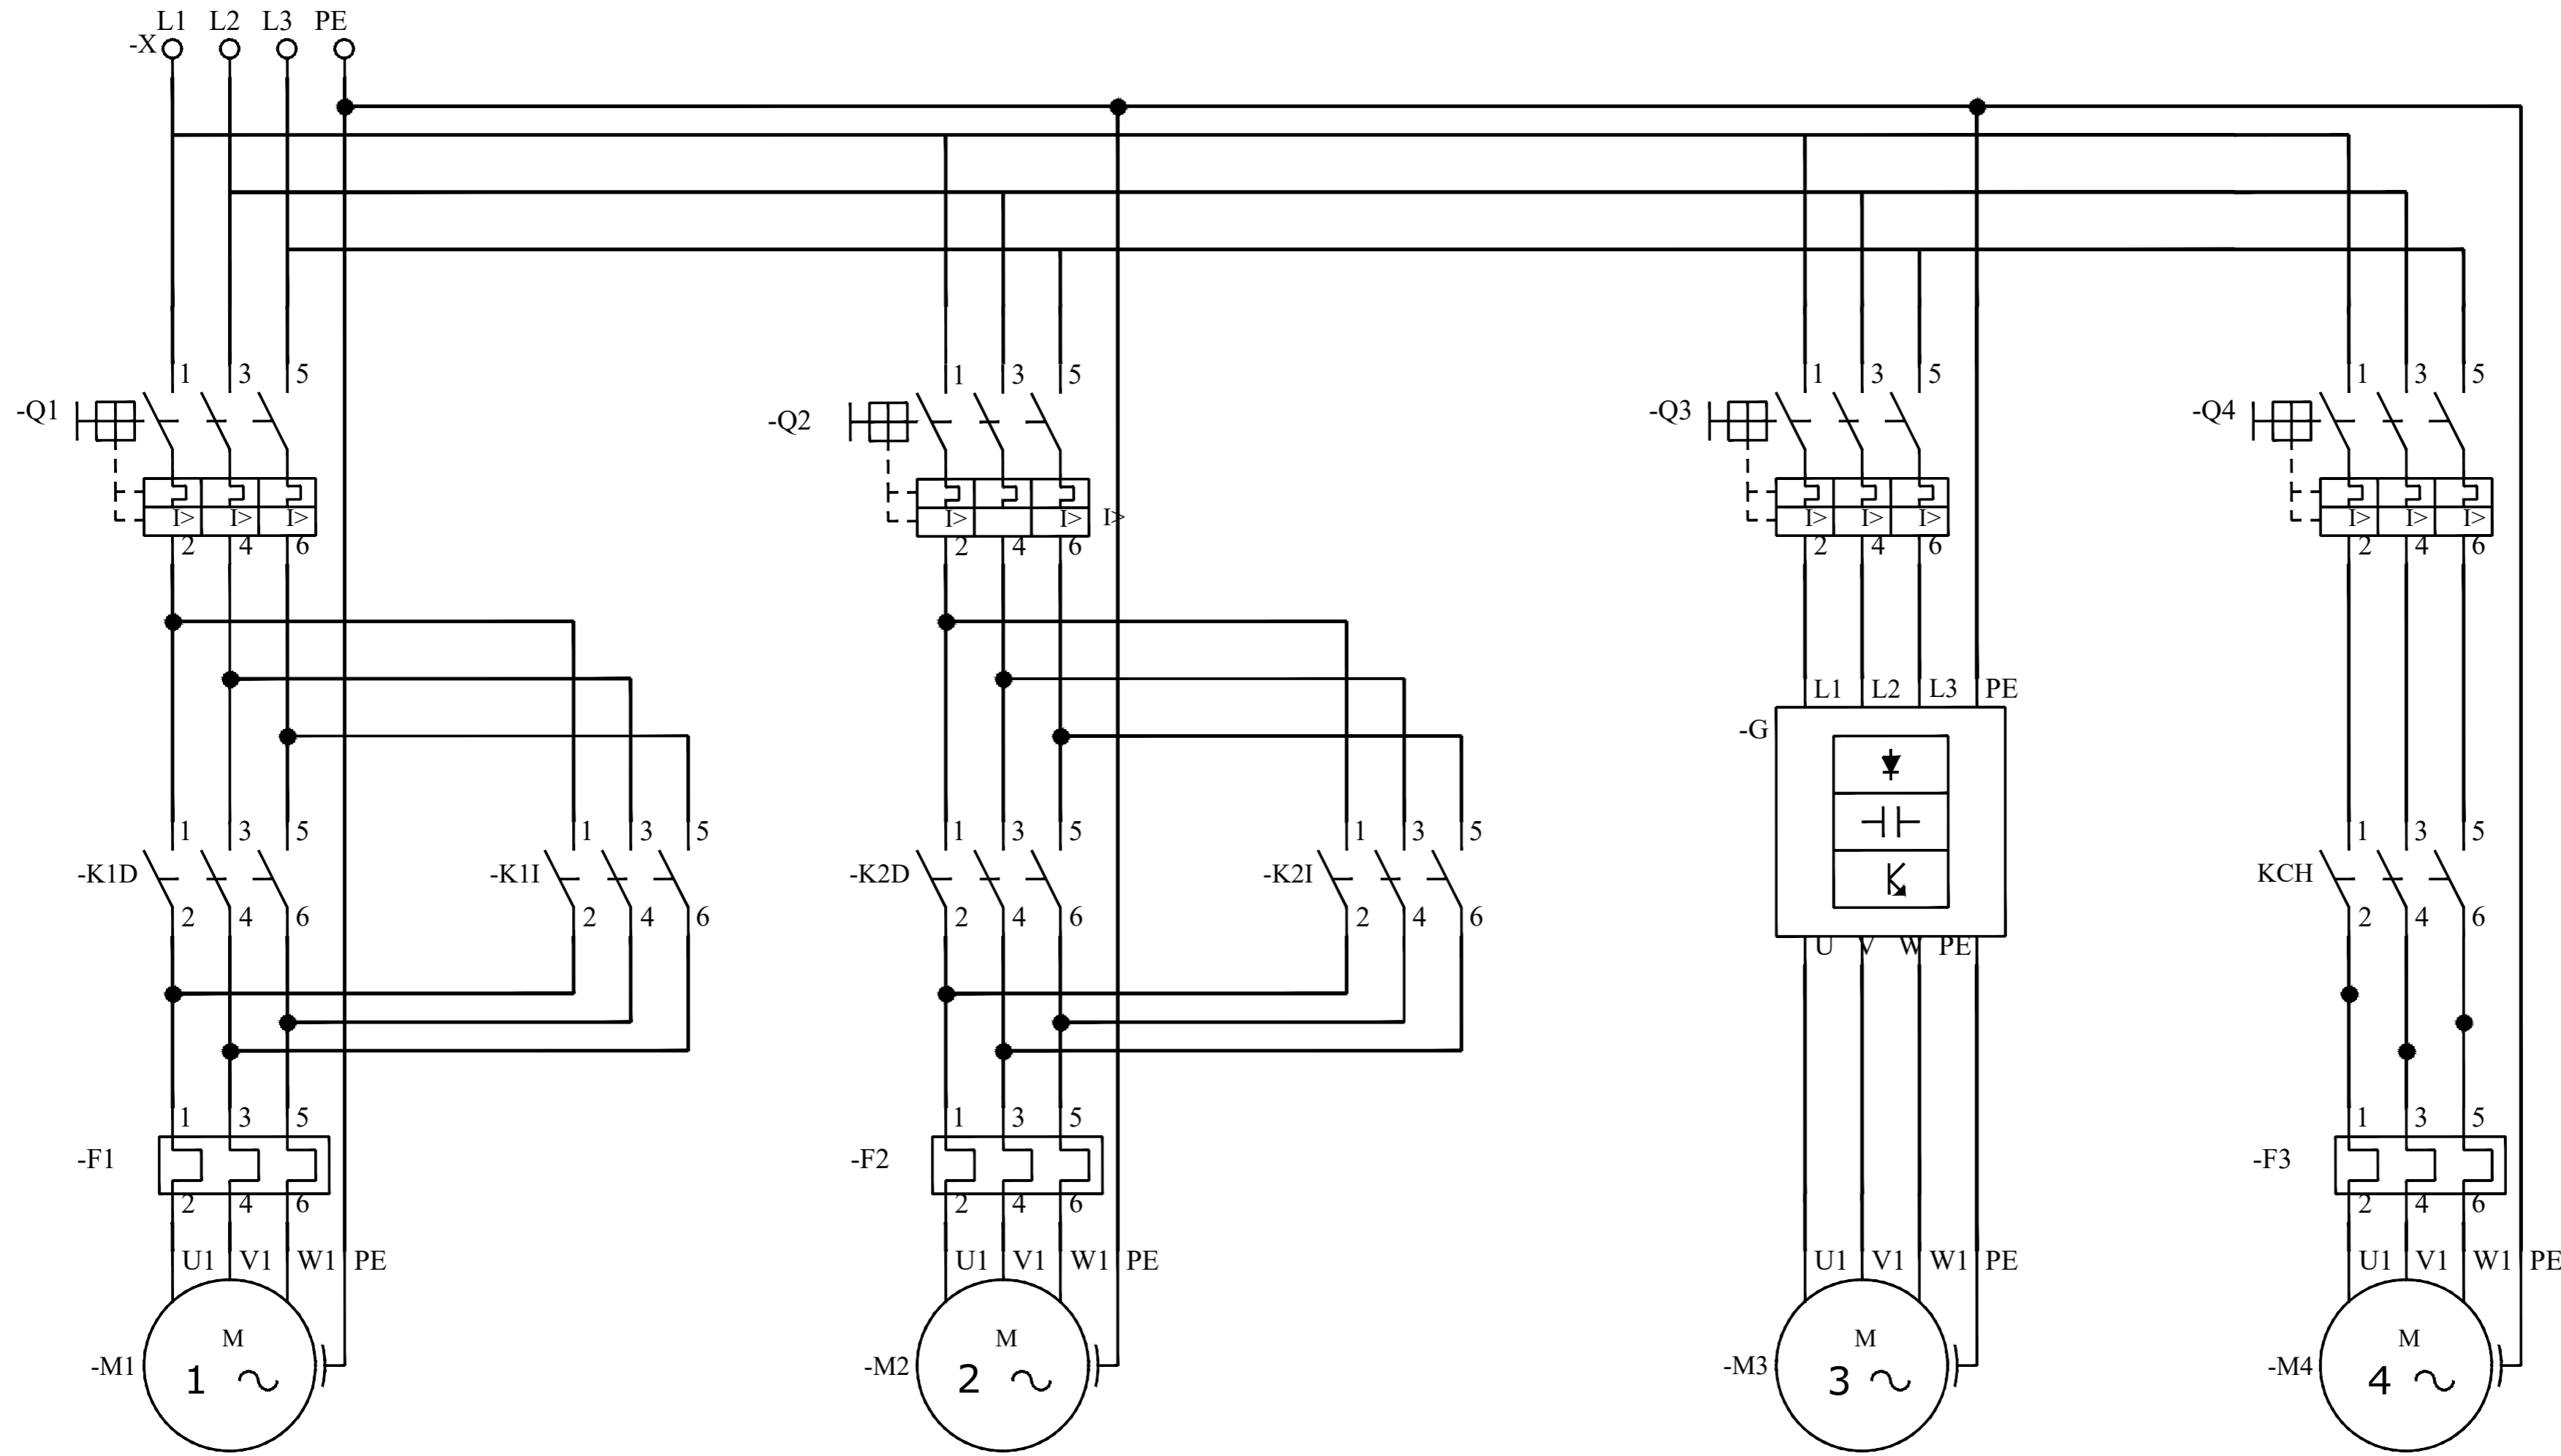 L1 L2 L3 PE
-X
1 3 5 1 3 5 1 3 5 1 3 5
-Q1 -Q2 -Q3 -Q4
I> I> I> I> I> I> I> I> I> I> I> I>
2 4 6 2 4 6 2 4 6 2 4 6
L1 L2 L3 PE
-G
1 3 5 1 3 5 1 3 5 1 3 5 1 3 5
-K1D -K1I -K2D -K2I KCH
2 4 6 2 4 6 2 4 6 2 4 6 2 4 6
U V W PE
1 3 5 1 3 5 1 3 5
-F1 -F2 -F3
2 4 6 2 4 6 2 4 6
U1 V1 W1 PE U1 V1 W1 PE U1 V1 W1 PE U1 V1 W1 PE
M M M M
-M1 1 ~ -M2 2 ~ -M3 3 ~ -M4 4 ~